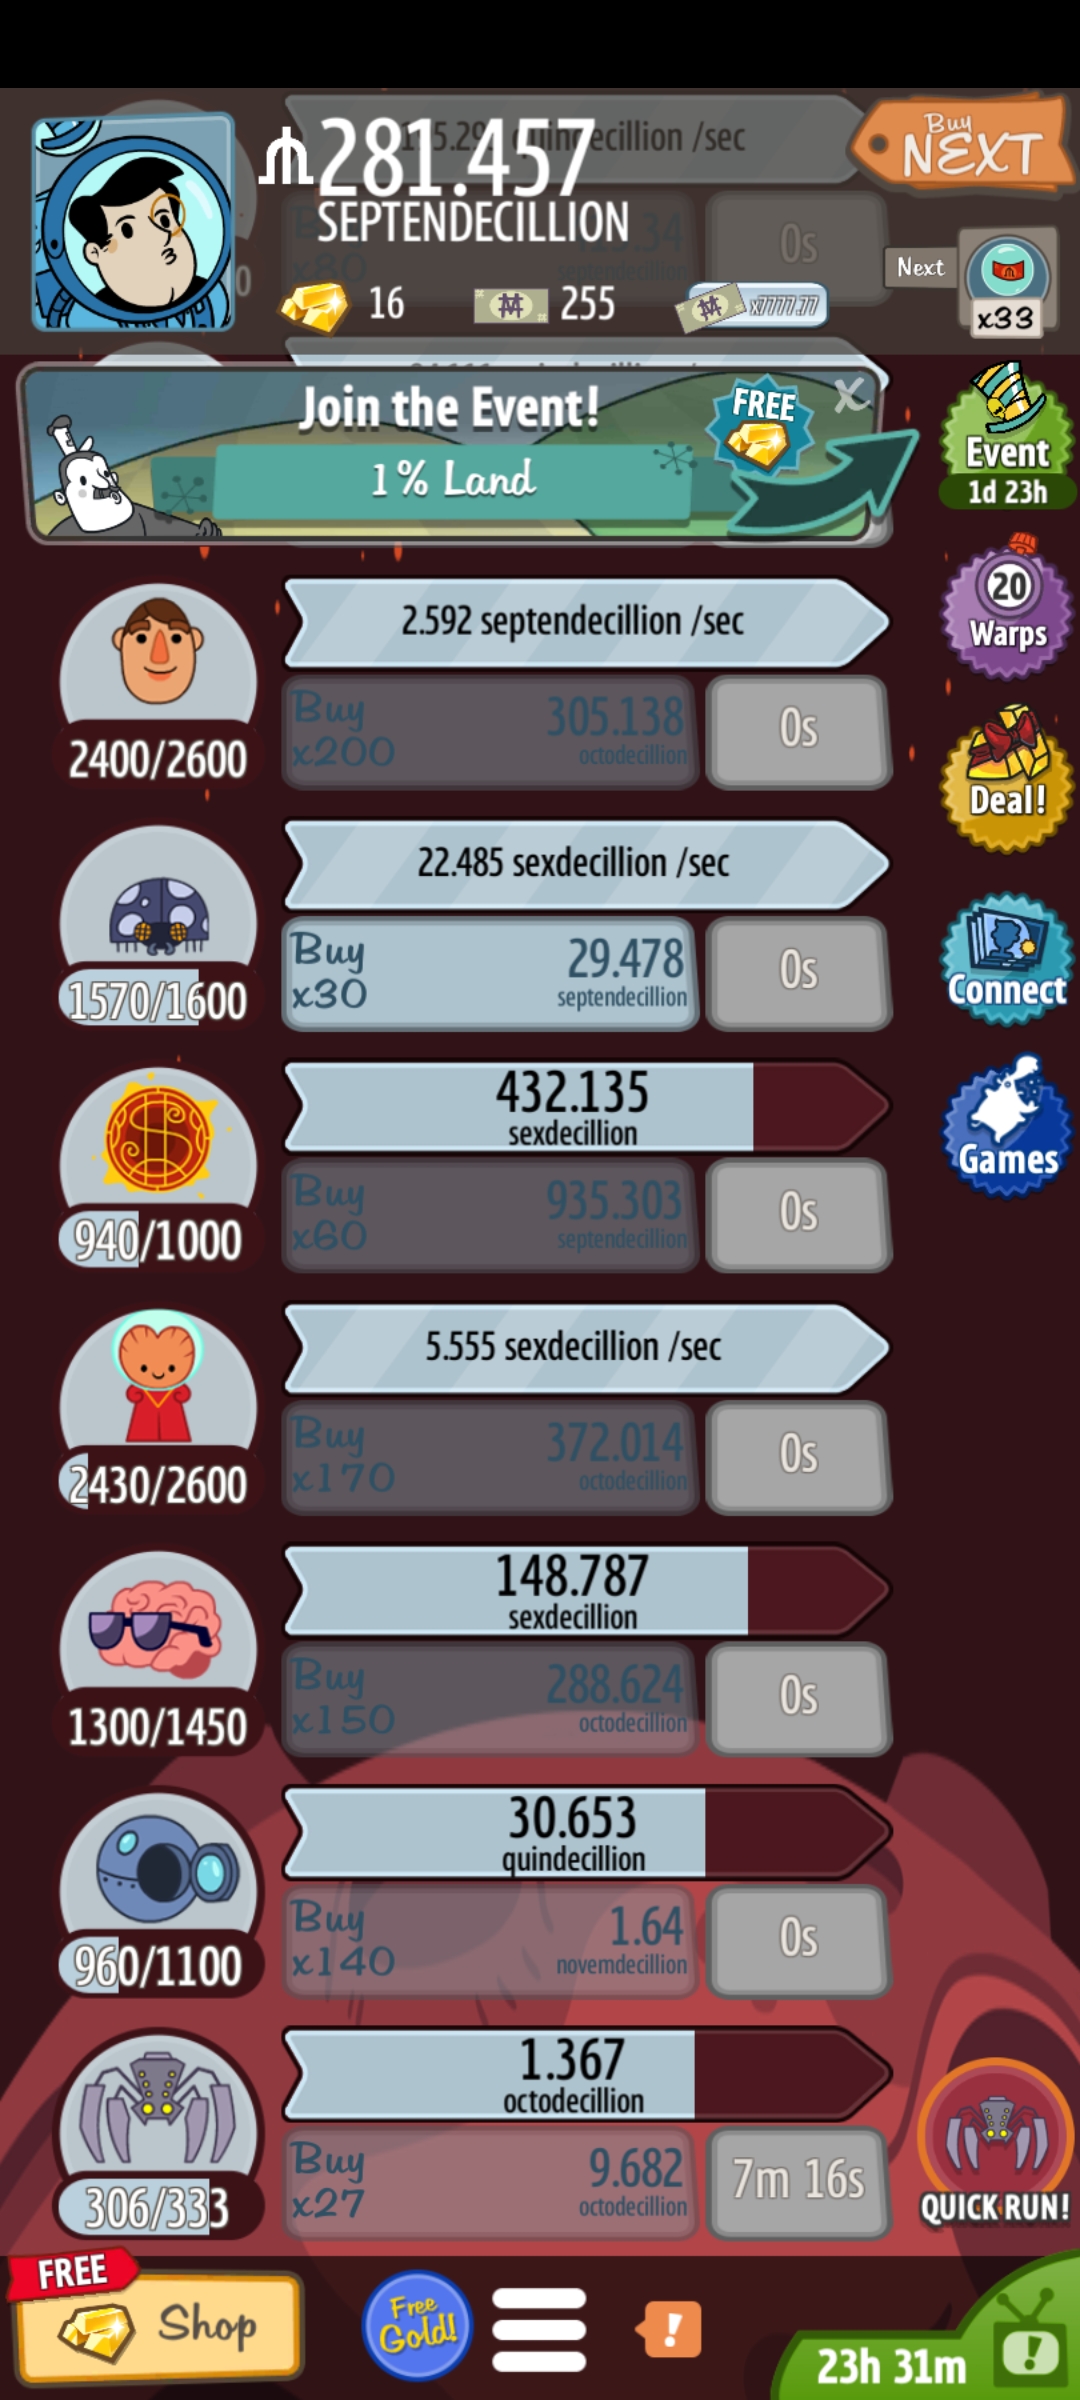 quindecillion /sec
281.457
SEPTENDECILLION
Buy
NEXT
x80
septendecillion
0s
16
255
x7777.77
Next
x33
Join the Event!
FREE
X
1% Land
Event
1d 23h
2.592 septendecillion /sec
20
Warps
2400/2600
Buy
x200
305.138
octodecillion
0s
Deal!
22.485 sexdecillion /sec
1570/1600
Buy
x30
29.478
septendecillion
0s
Connect
432.135
sexdecillion
940/1000
Buy
x60
935.303
septendecillion
0s
Games
5.555 sexdecillion /sec
2430/2600
Buy
x170
372.014
octodecillion
0s
148.787
sexdecillion
1300/1450
Buy
x150
288.624
octodecillion
0s
30.653
quindecillion
960/1100
Buy
x140
1.64
novemdecillion
0s
1.367
octodecillion
306/333
Buy
x27
9.682
octodecillion
7m 16s
QUICK RUN!
FREE
Shop
Free
Gold!
!
23h 31m
!